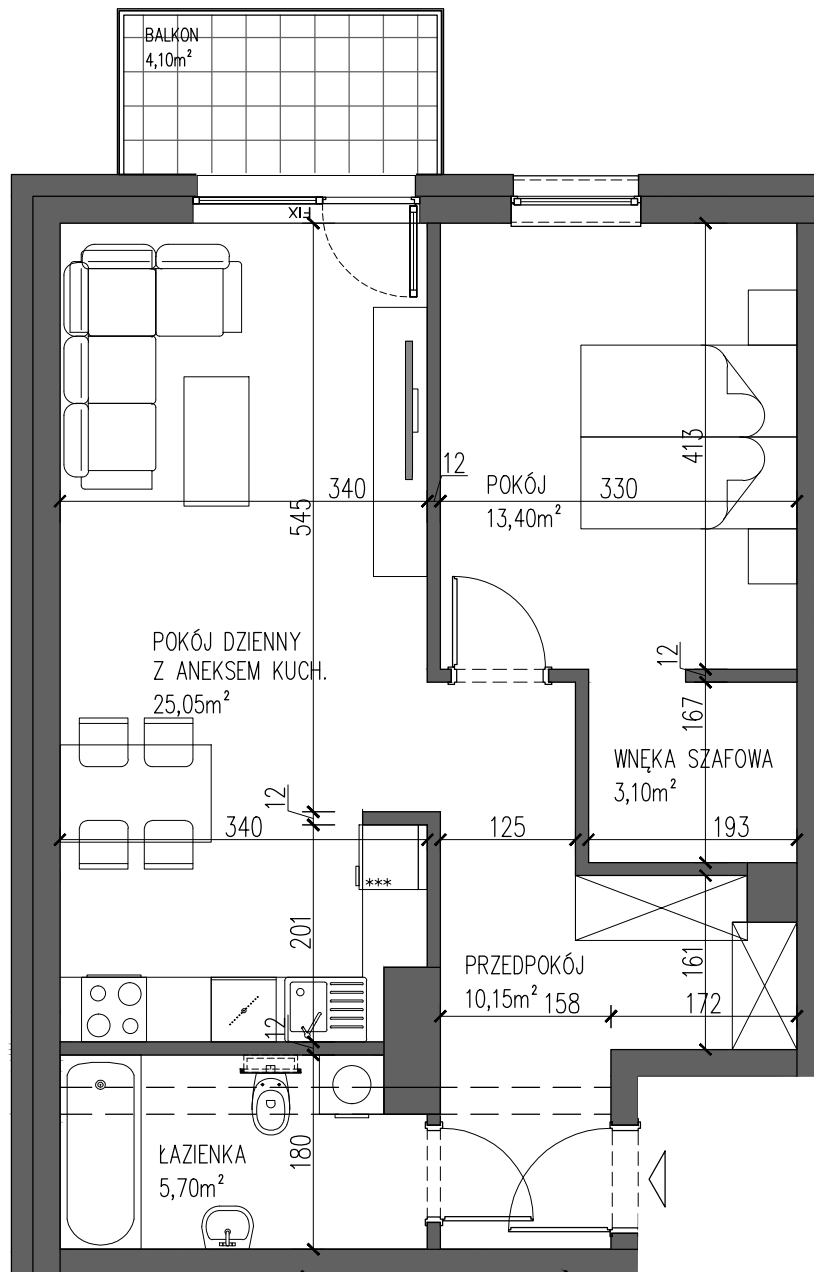 BALKON
4,10m²
FIX
12
413
POKÓJ
13,40m²
340
330
545
POKÓJ DZIENNY
Z ANEKSEM KUCH.
25,05m²
12
167
WNĘKA SZAFOWA
3,10m²
12
340
125
193
***
201
161
PRZEDPOKÓJ
10,15m²
158
172
12
ŁAZIENKA
5,70m²
180